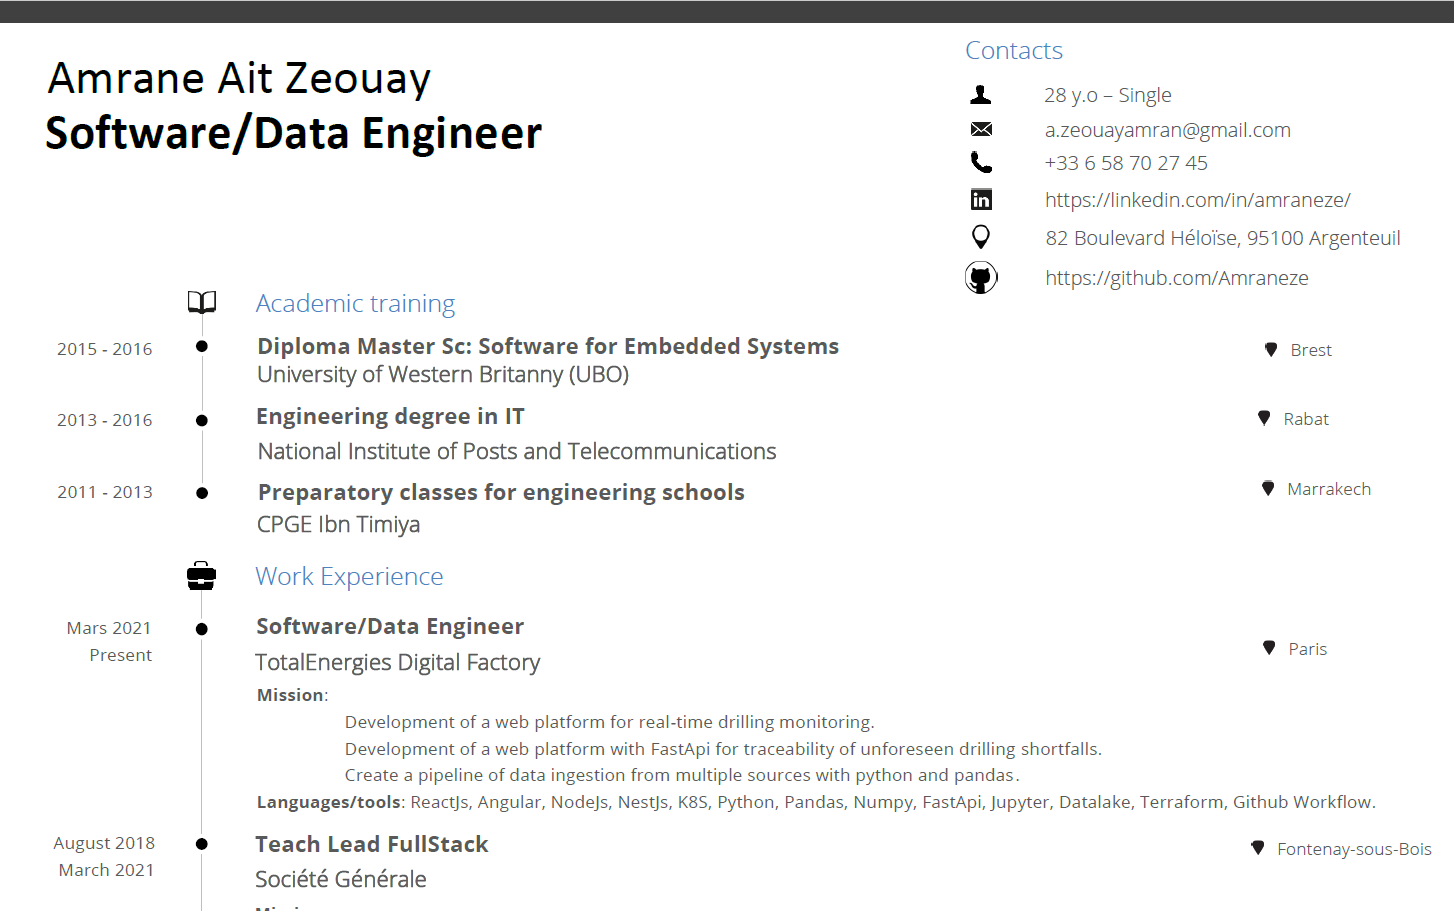 Amrane Ait Zeouay
Software/Data Engineer
Contacts
28 y.o – Single
a.zeouayamran@gmail.com
+33 6 58 70 27 45
https://linkedin.com/in/amraneze/
82 Boulevard Héloïse, 95100 Argenteuil
https://github.com/Amraneze
Academic training
2015 - 2016 Diploma Master Sc: Software for Embedded Systems Brest
University of Western Britanny (UBO)
2013 - 2016 Engineering degree in IT Rabat
National Institute of Posts and Telecommunications
2011 - 2013 Preparatory classes for engineering schools Marrakech
CPGE Ibn Timiya
Work Experience
Mars 2021 Software/Data Engineer
Present TotalEnergies Digital Factory Paris
Mission:
Development of a web platform for real-time drilling monitoring.
Development of a web platform with FastApi for traceability of unforeseen drilling shortfalls.
Create a pipeline of data ingestion from multiple sources with python and pandas.
Languages/tools: ReactJs, Angular, NodeJs, NestJs, K8S, Python, Pandas, Numpy, FastApi, Jupyter, Datalake, Terraform, Github Workflow.
August 2018 Teach Lead FullStack Fontenay-sous-Bois
March 2021 Société Générale